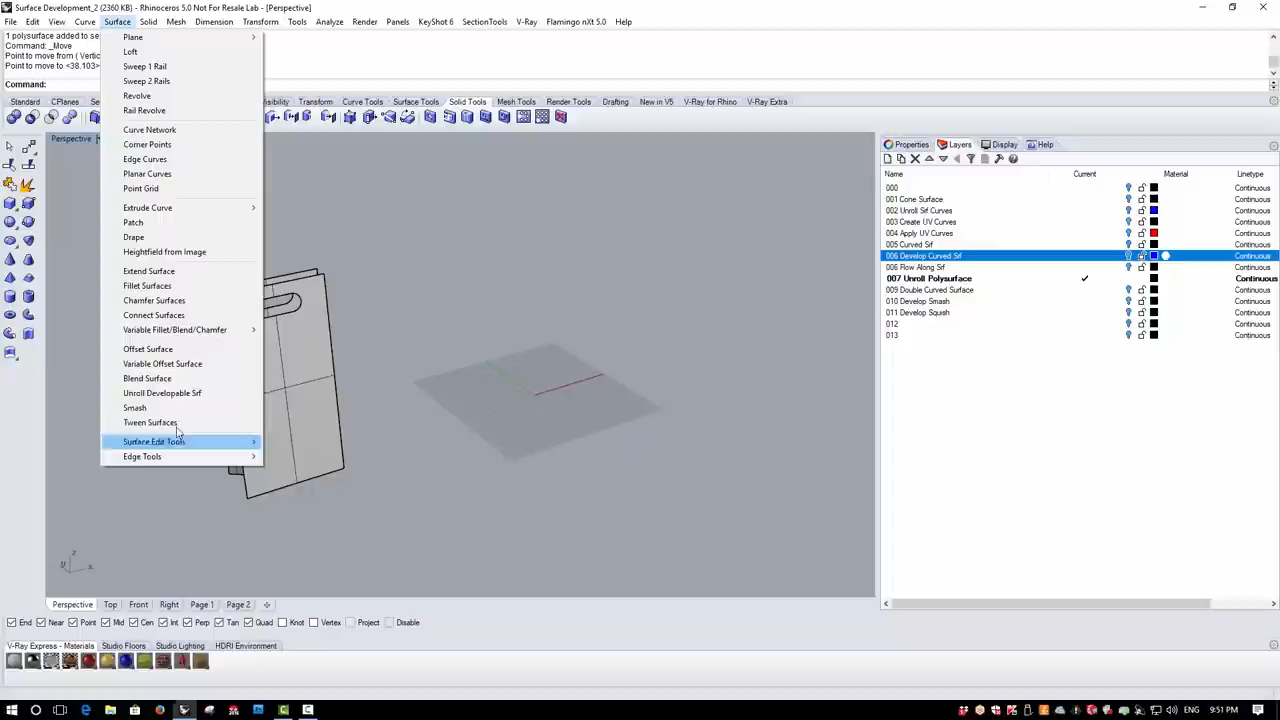 Surface Development_2 (2360 KB) - Rhinoceros 5.0 Not For Resale Lab - [Perspective]
File Edit View Curve Surface Solid Mesh Dimension Transform Tools Analyze Render Panels KeyShot 6 SectionTools V-Ray Flamingo nXt 5.0 Help
1 polysurface added to se
Command: _Move
Point to move from ( Vertic
Point to move to <38.103>
Command:
Standard CPlanes Se isibility Transform Curve Tools Surface Tools Solid Tools Mesh Tools Render Tools Drafting New in V5 V-Ray for Rhino V-Ray Extra
Perspective
Plane
Loft
Sweep 1 Rail
Sweep 2 Rails
Revolve
Rail Revolve
Curve Network
Corner Points
Edge Curves
Planar Curves
Point Grid
Extrude Curve
Patch
Drape
Heightfield from Image
Extend Surface
Fillet Surfaces
Chamfer Surfaces
Connect Surfaces
Variable Fillet/Blend/Chamfer
Offset Surface
Variable Offset Surface
Blend Surface
Unroll Developable Srf
Smash
Tween Surfaces
Surface Edit Tools
Edge Tools
z
y x
Properties Layers Display Help
Name Current Material Linetype
000 Continuous
001 Cone Surface Continuous
002 Unroll Srf Curves Continuous
003 Create UV Curves Continuous
004 Apply UV Curves Continuous
005 Curved Srf Continuous
006 Develop Curved Srf Continuous
006 Flow Along Srf Continuous
007 Unroll Polysurface Continuous
009 Double Curved Surface Continuous
010 Develop Smash Continuous
011 Develop Squish Continuous
012 Continuous
013 Continuous
Perspective Top Front Right Page 1 Page 2
End Near Point Mid Cen Int Perp Tan Quad Knot Vertex Project Disable
V-Ray Express - Materials Studio Floors Studio Lighting HDRI Environment
9:51 PM